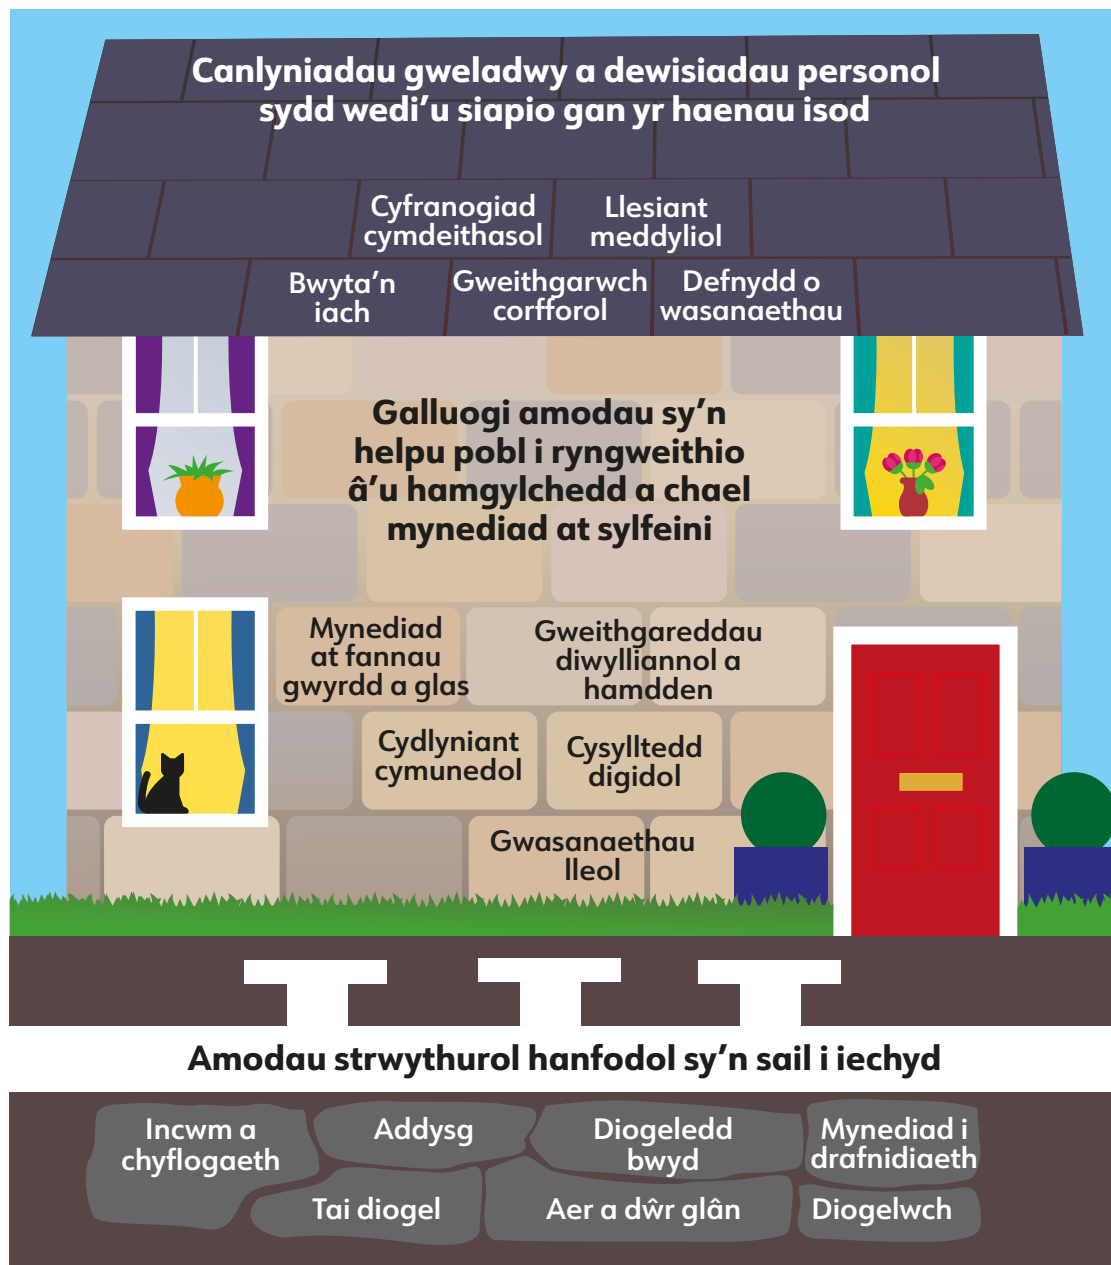 Canlyniadau gweladwy a dewisiadau personol
sydd wedi’u siapio gan yr haenau isod
Cyfranogiad
cymdeithasol
Llesiant
meddyliol
Bwyta’n
iach
Gweithgarwch
corfforol
Defnydd o
wasanaethau
Galluogi amodau sy’n
helpu pobl i ryngweithio
â’u hamgylchedd a chael
mynediad at sylfeini
Mynediad
at fannau
gwyrdd a glas
Gweithgareddau
diwylliannol a
hamdden
Cydlyniant
cymunedol
Cysylltedd
digidol
Gwasanaethau
lleol
Amodau strwythurol hanfodol sy’n sail i iechyd
Incwm a
chyflogaeth
Addysg
Diogeledd
bwyd
Mynediad i
drafnidiaeth
Tai diogel
Aer a dŵr glân
Diogelwch